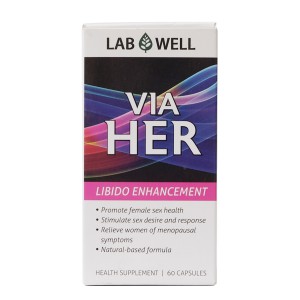 LAB WELL
VIA
HER
LIBIDO ENHANCEMENT
• Promote female sex health
• Stimulate sex desire and response
• Relieve women of menopausal
symptoms
• Natural-based formula
HEALTH SUPPLEMENT | 60 CAPSULES